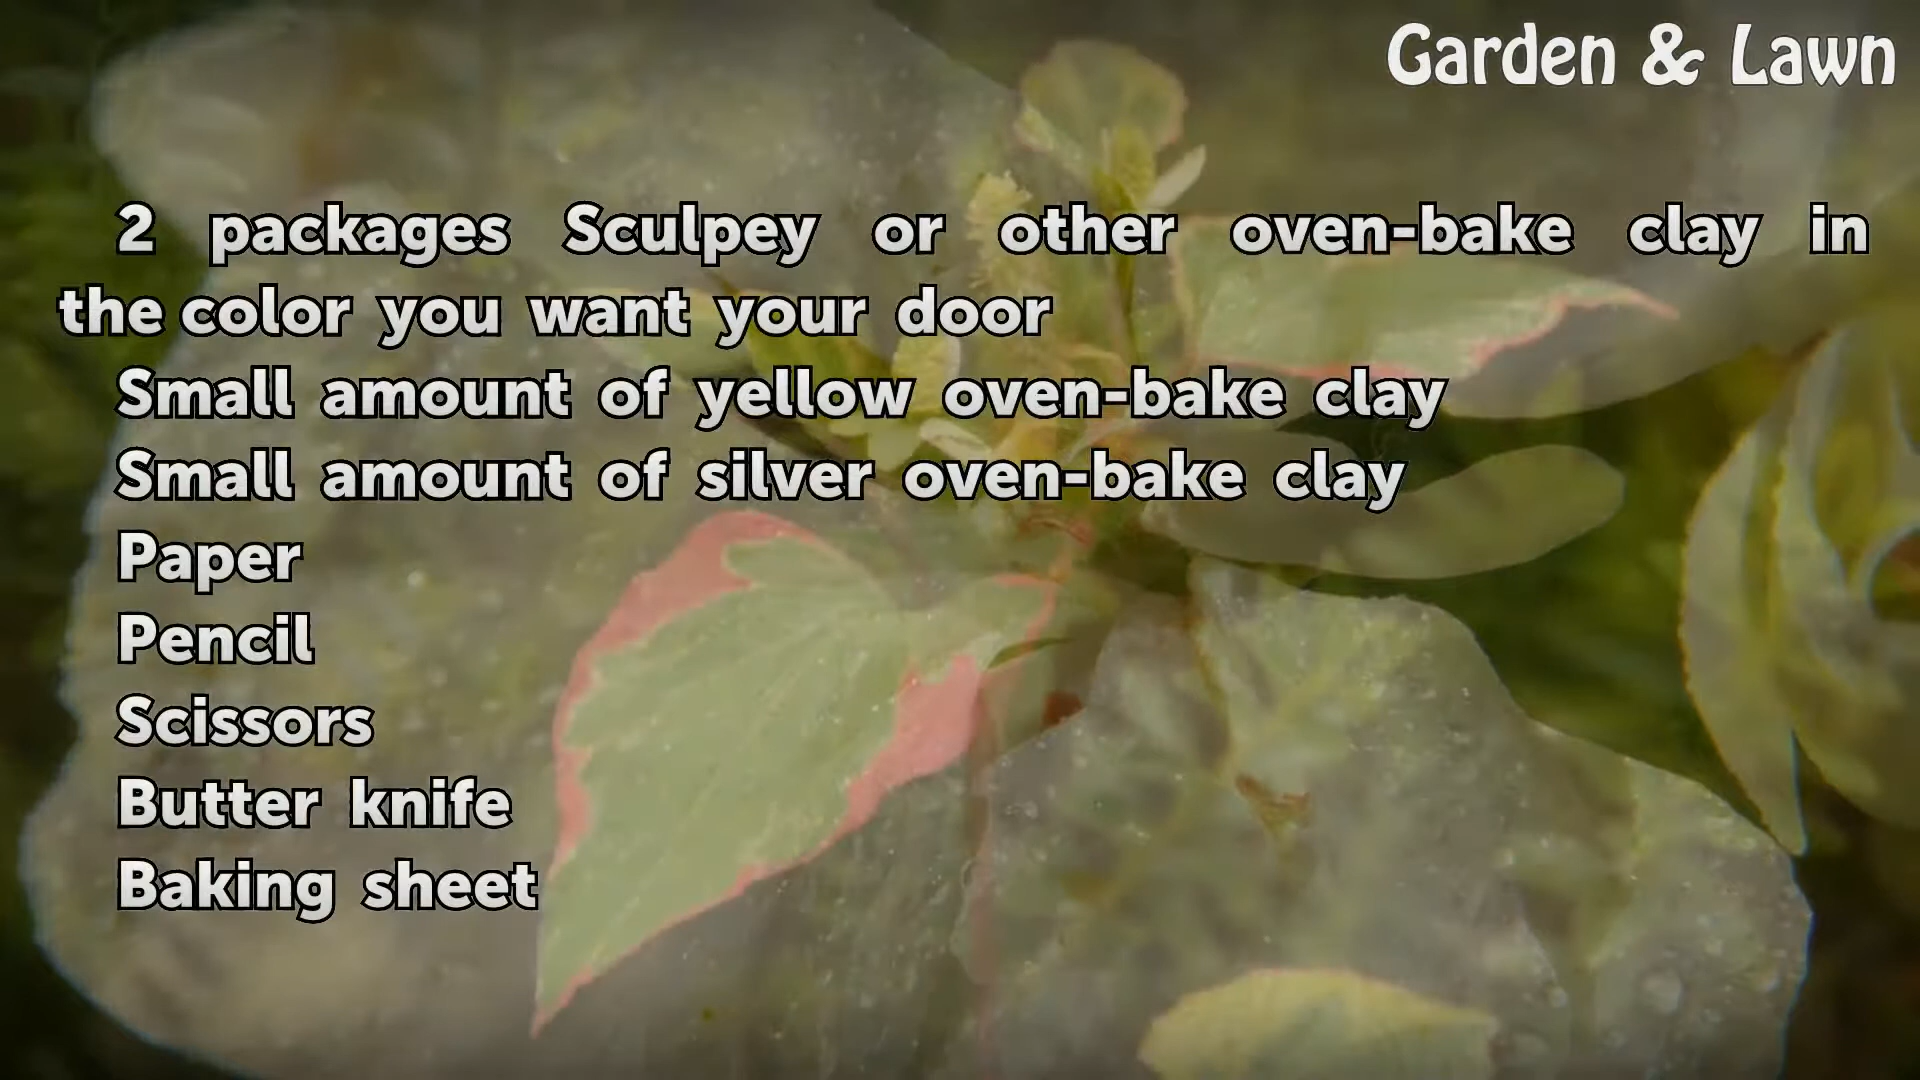 Garden & Lawn
2 packages Sculpey or other oven-bake clay in
the color you want your door
Small amount of yellow oven-bake clay
Small amount of silver oven-bake clay
Paper
Pencil
Scissors
Butter knife
Baking sheet